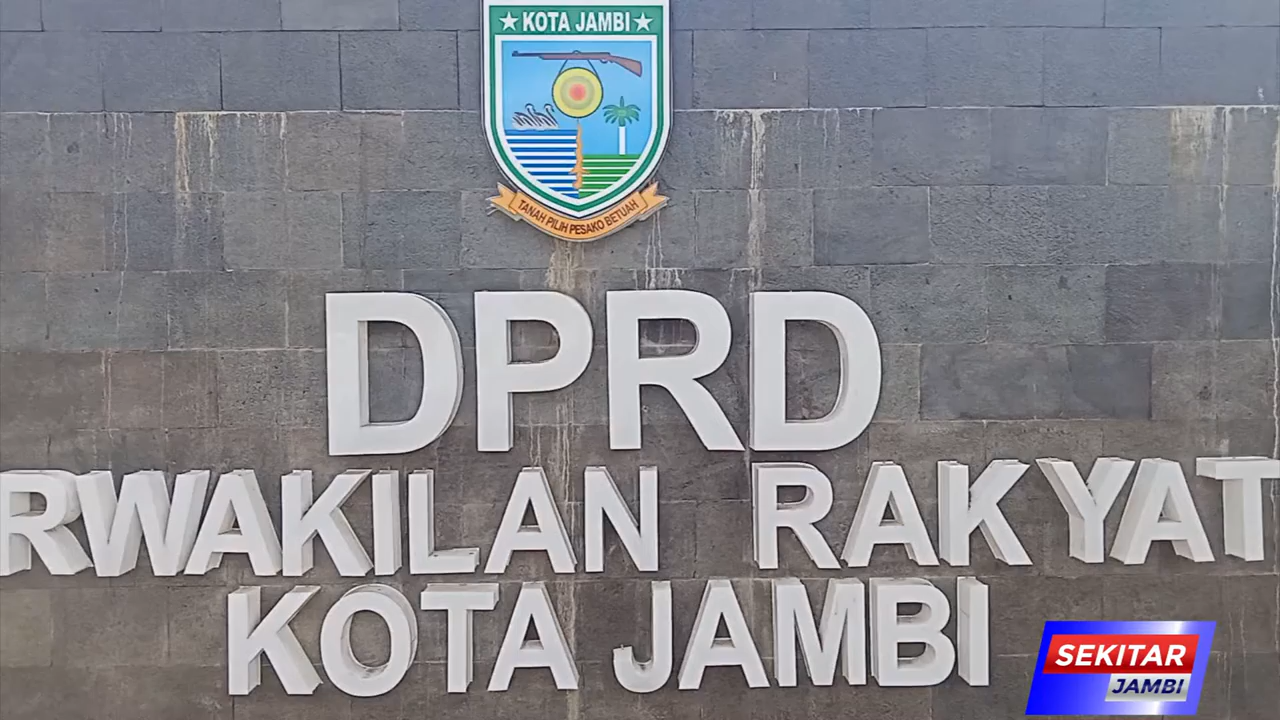 KOTA JAMBI
TANAH PILIH PESAKO BETUAH
DPRD
RWAKILAN RAKYAT
KOTA JAMBI
SEKITAR
JAMBI